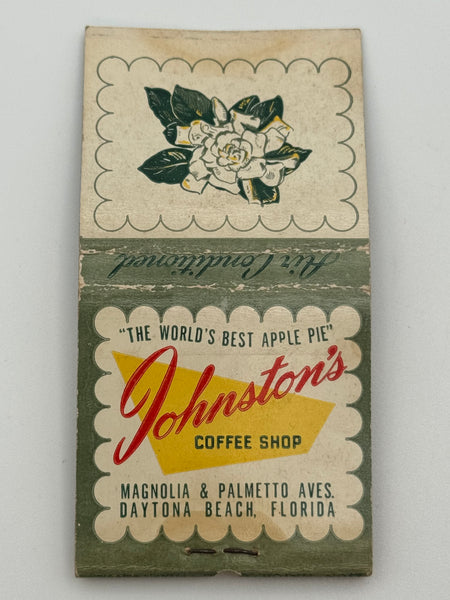 Air Conditioned
"THE WORLD'S BEST APPLE PIE"
Johnston's
COFFEE SHOP
MAGNOLIA & PALMETTO AVES.
DAYTONA BEACH, FLORIDA